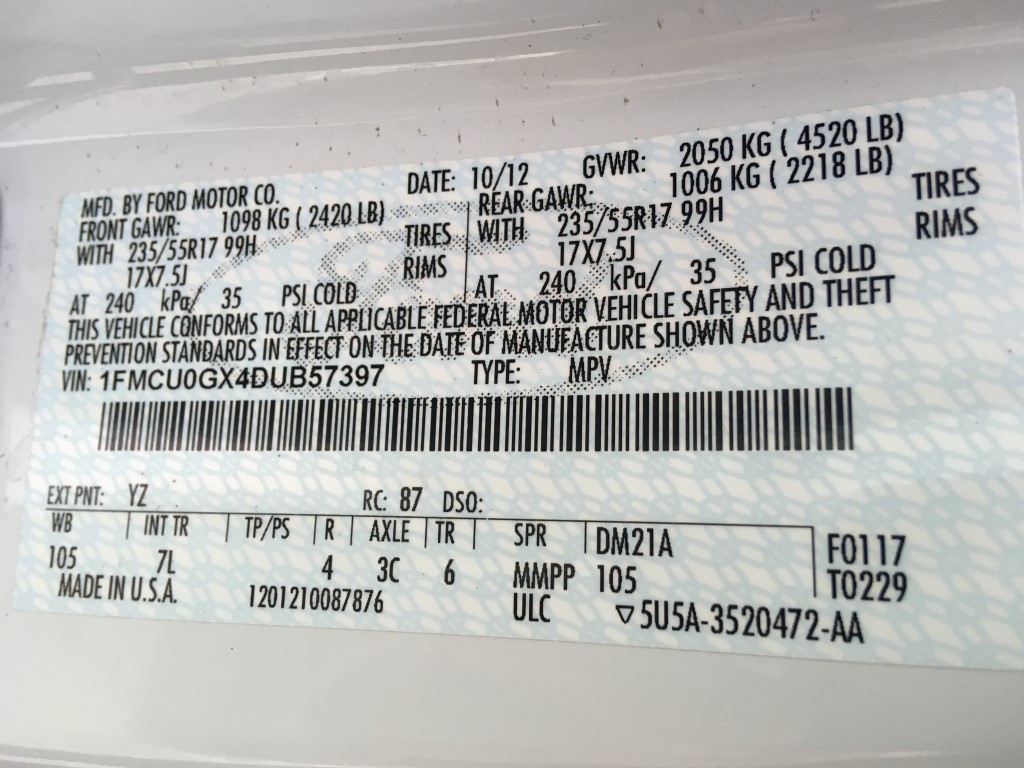 MFD. BY FORD MOTOR CO. DATE: 10/12 GVWR: 2050 KG ( 4520 LB)
FRONT GAWR: 1098 KG ( 2420 LB) REAR GAWR: 1006 KG ( 2218 LB)
WITH 235/55R17 99H TIRES WITH 235/55R17 99H TIRES
17X7.5J RIMS 17X7.5J RIMS
AT 240 kPa/ 35 PSI COLD AT 240 kPa/ 35 PSI COLD
THIS VEHICLE CONFORMS TO ALL APPLICABLE FEDERAL MOTOR VEHICLE SAFETY AND THEFT
PREVENTION STANDARDS IN EFFECT ON THE DATE OF MANUFACTURE SHOWN ABOVE.
VIN: 1FMCU0GX4DUB57397 TYPE: MPV
EXT PNT: YZ RC: 87 DSO:
WB INT TR TP/PS R AXLE TR SPR DM21A F0117
105 7L 4 3C 6 MMPP 105 T0229
MADE IN U.S.A. 1201210087876 ULC ▽5U5A-3520472-AA